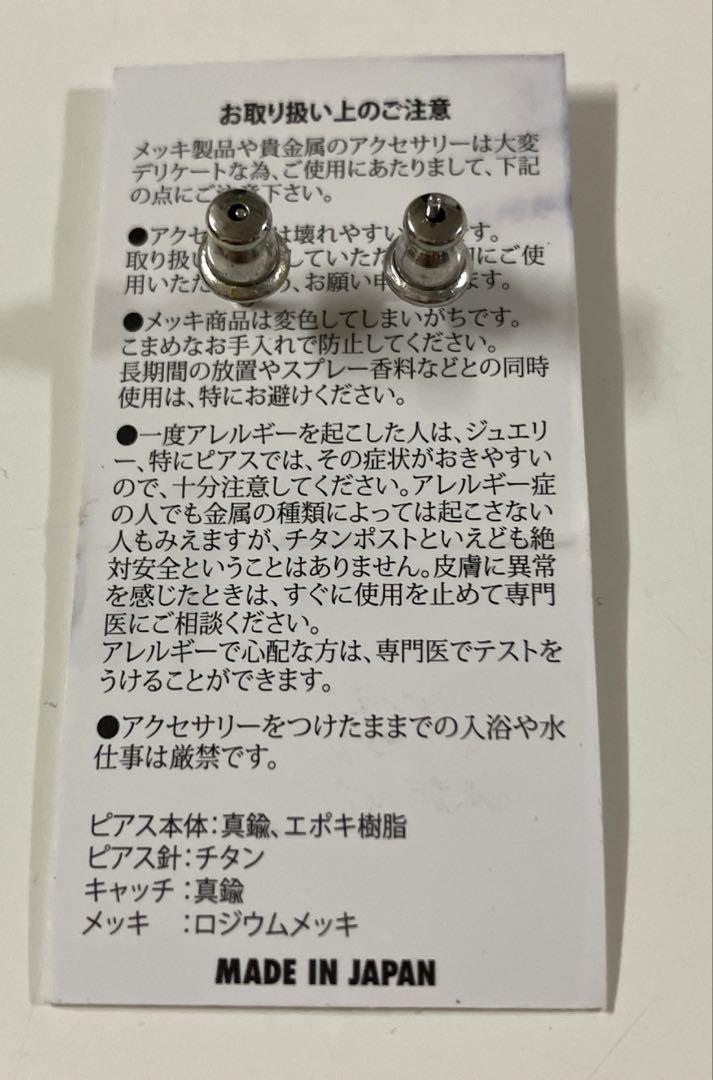 お取り扱い上のご注意
メッキ製品や貴金属のアクセサリーは大変
デリケートな為、ご使用にあたりまして、下記
の点にご注意下さい。
●アクセ は壊れやすい す。
取り扱い していただ 切にご使
用いただ 、お願い申 ます。
●メッキ商品は変色してしまいがちです。
こまめなお手入れで防止してください。
長期間の放置やスプレー香料などとの同時
使用は、特にお避けください。
●一度アレルギーを起こした人は、ジュエリ
ー、特にピアスでは、その症状がおきやすい
ので、十分注意してください。アレルギー症
の人でも金属の種類によっては起こさない
人もみえますが、チタンポストといえども絶
対安全ということはありません。皮膚に異常
を感じたときは、すぐに使用を止めて専門
医にご相談ください。
アレルギーで心配な方は、専門医でテストを
うけることができます。
●アクセサリーをつけたままでの入浴や水
仕事は厳禁です。
ピアス本体:真鍮、エポキ樹脂
ピアス針:チタン
キャッチ:真鍮
メッキ :ロジウムメッキ
MADE IN JAPAN